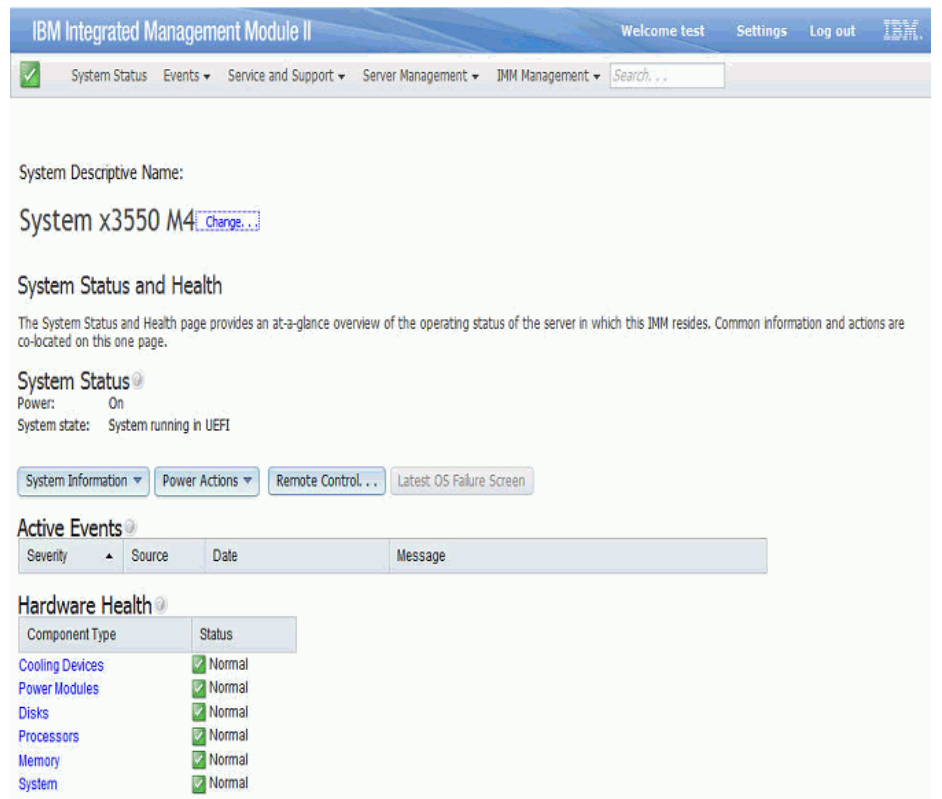 IBM Integrated Management Module II
Welcome test Settings Log out IBM.
System Status Events Service and Support Server Management IMM Management Search. . .
System Descriptive Name:
System x3550 M4 Change. . .
System Status and Health
The System Status and Health page provides an at-a-glance overview of the operating status of the server in which this IMM resides. Common information and actions are
co-located on this one page.
System Status
Power: On
System state: System running in UEFI
System Information Power Actions Remote Control. . . Latest OS Failure Screen
Active Events
Severity Source Date Message
Hardware Health
Component Type Status
Cooling Devices Normal
Power Modules Normal
Disks Normal
Processors Normal
Memory Normal
System Normal